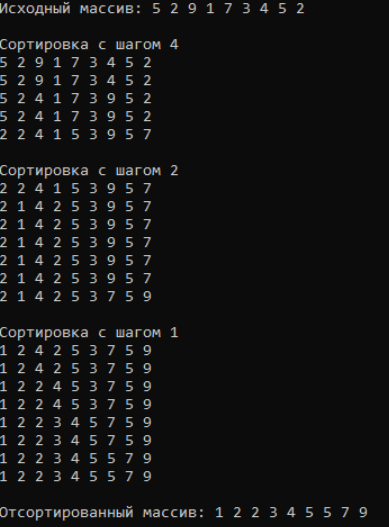 Исходный массив: 5 2 9 1 7 3 4 5 2
Сортировка с шагом 4
5 2 9 1 7 3 4 5 2
5 2 9 1 7 3 4 5 2
5 2 4 1 7 3 9 5 2
5 2 4 1 7 3 9 5 2
2 2 4 1 5 3 9 5 7
Сортировка с шагом 2
2 2 4 1 5 3 9 5 7
2 1 4 2 5 3 9 5 7
2 1 4 2 5 3 9 5 7
2 1 4 2 5 3 9 5 7
2 1 4 2 5 3 9 5 7
2 1 4 2 5 3 9 5 7
2 1 4 2 5 3 7 5 9
Сортировка с шагом 1
1 2 4 2 5 3 7 5 9
1 2 4 2 5 3 7 5 9
1 2 2 4 5 3 7 5 9
1 2 2 4 5 3 7 5 9
1 2 2 3 4 5 7 5 9
1 2 2 3 4 5 7 5 9
1 2 2 3 4 5 5 7 9
1 2 2 3 4 5 5 7 9
Отсортированный массив: 1 2 2 3 4 5 5 7 9